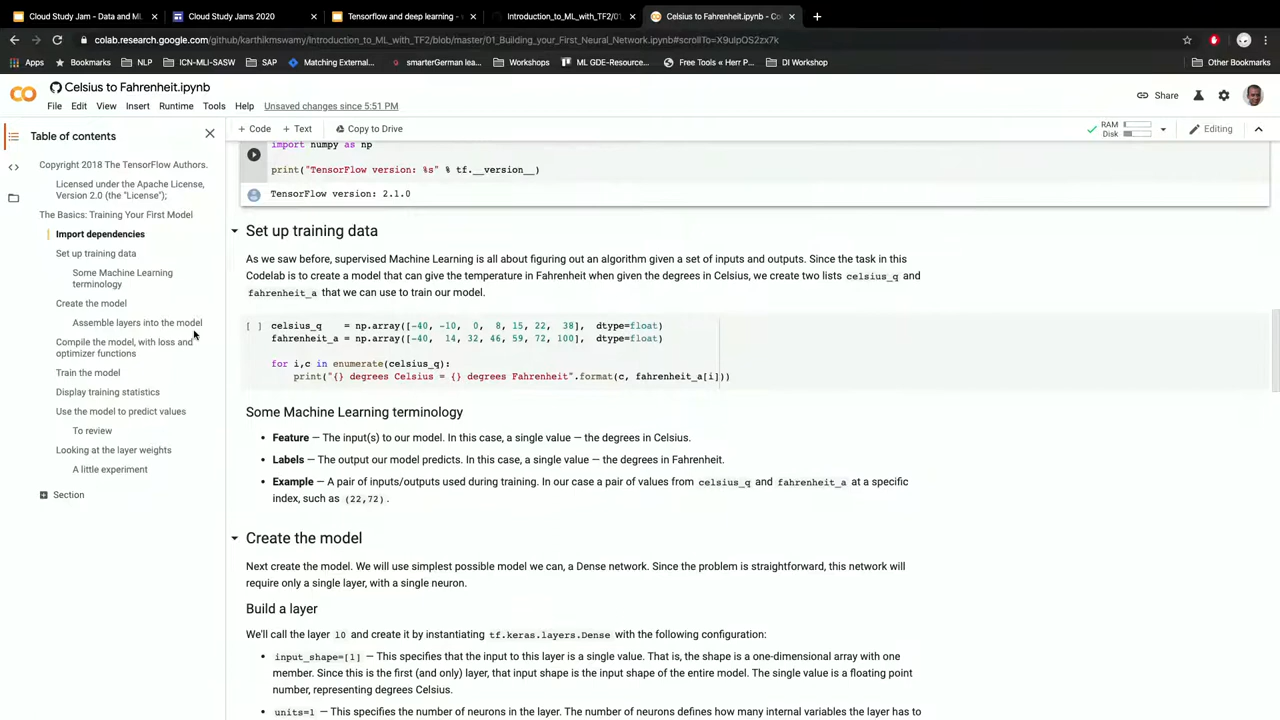 Cloud Study Jam - Data and ML
Cloud Study Jams 2020
Tensorflow and deep learning -
Introduction_to_ML_with_TF2/01
Celsius to Fahrenheit.ipynb - Co
colab.research.google.com/github/karthikmswamy/Introduction_to_ML_with_TF2/blob/master/01_Building_your_First_Neural_Network.ipynb#scrollTo=X9uIpOS2zx7k
Apps
Bookmarks
NLP
ICN-MLI-SASW
SAP
Matching External...
smarterGerman lea...
Workshops
ML GDE-Resource...
Free Tools « Herr P...
DI Workshop
Other Bookmarks
Celsius to Fahrenheit.ipynb
File Edit View Insert Runtime Tools Help Unsaved changes since 5:51 PM
Share
+ Code + Text Copy to Drive
RAM
Disk
Editing
Table of contents
Copyright 2018 The TensorFlow Authors.
Licensed under the Apache License,
Version 2.0 (the "License");
The Basics: Training Your First Model
Import dependencies
Set up training data
Some Machine Learning
terminology
Create the model
Assemble layers into the model
Compile the model, with loss and
optimizer functions
Train the model
Display training statistics
Use the model to predict values
To review
Looking at the layer weights
A little experiment
Section
import numpy as np
print("TensorFlow version: %s" % tf.__version__)
TensorFlow version: 2.1.0
Set up training data
As we saw before, supervised Machine Learning is all about figuring out an algorithm given a set of inputs and outputs. Since the task in this
Codelab is to create a model that can give the temperature in Fahrenheit when given the degrees in Celsius, we create two lists celsius_q and
fahrenheit_a that we can use to train our model.
[ ] celsius_q    = np.array([-40, -10,  0,  8, 15, 22,  38],  dtype=float)
fahrenheit_a = np.array([-40,  14, 32, 46, 59, 72, 100],  dtype=float)
for i,c in enumerate(celsius_q):
print("{} degrees Celsius = {} degrees Fahrenheit".format(c, fahrenheit_a[i]))
Some Machine Learning terminology
• Feature — The input(s) to our model. In this case, a single value — the degrees in Celsius.
• Labels — The output our model predicts. In this case, a single value — the degrees in Fahrenheit.
• Example — A pair of inputs/outputs used during training. In our case a pair of values from celsius_q and fahrenheit_a at a specific
index, such as (22,72).
Create the model
Next create the model. We will use simplest possible model we can, a Dense network. Since the problem is straightforward, this network will
require only a single layer, with a single neuron.
Build a layer
We'll call the layer l0 and create it by instantiating tf.keras.layers.Dense with the following configuration:
• input_shape=[1] — This specifies that the input to this layer is a single value. That is, the shape is a one-dimensional array with one
member. Since this is the first (and only) layer, that input shape is the input shape of the entire model. The single value is a floating point
number, representing degrees Celsius.
• units=1 — This specifies the number of neurons in the layer. The number of neurons defines how many internal variables the layer has to